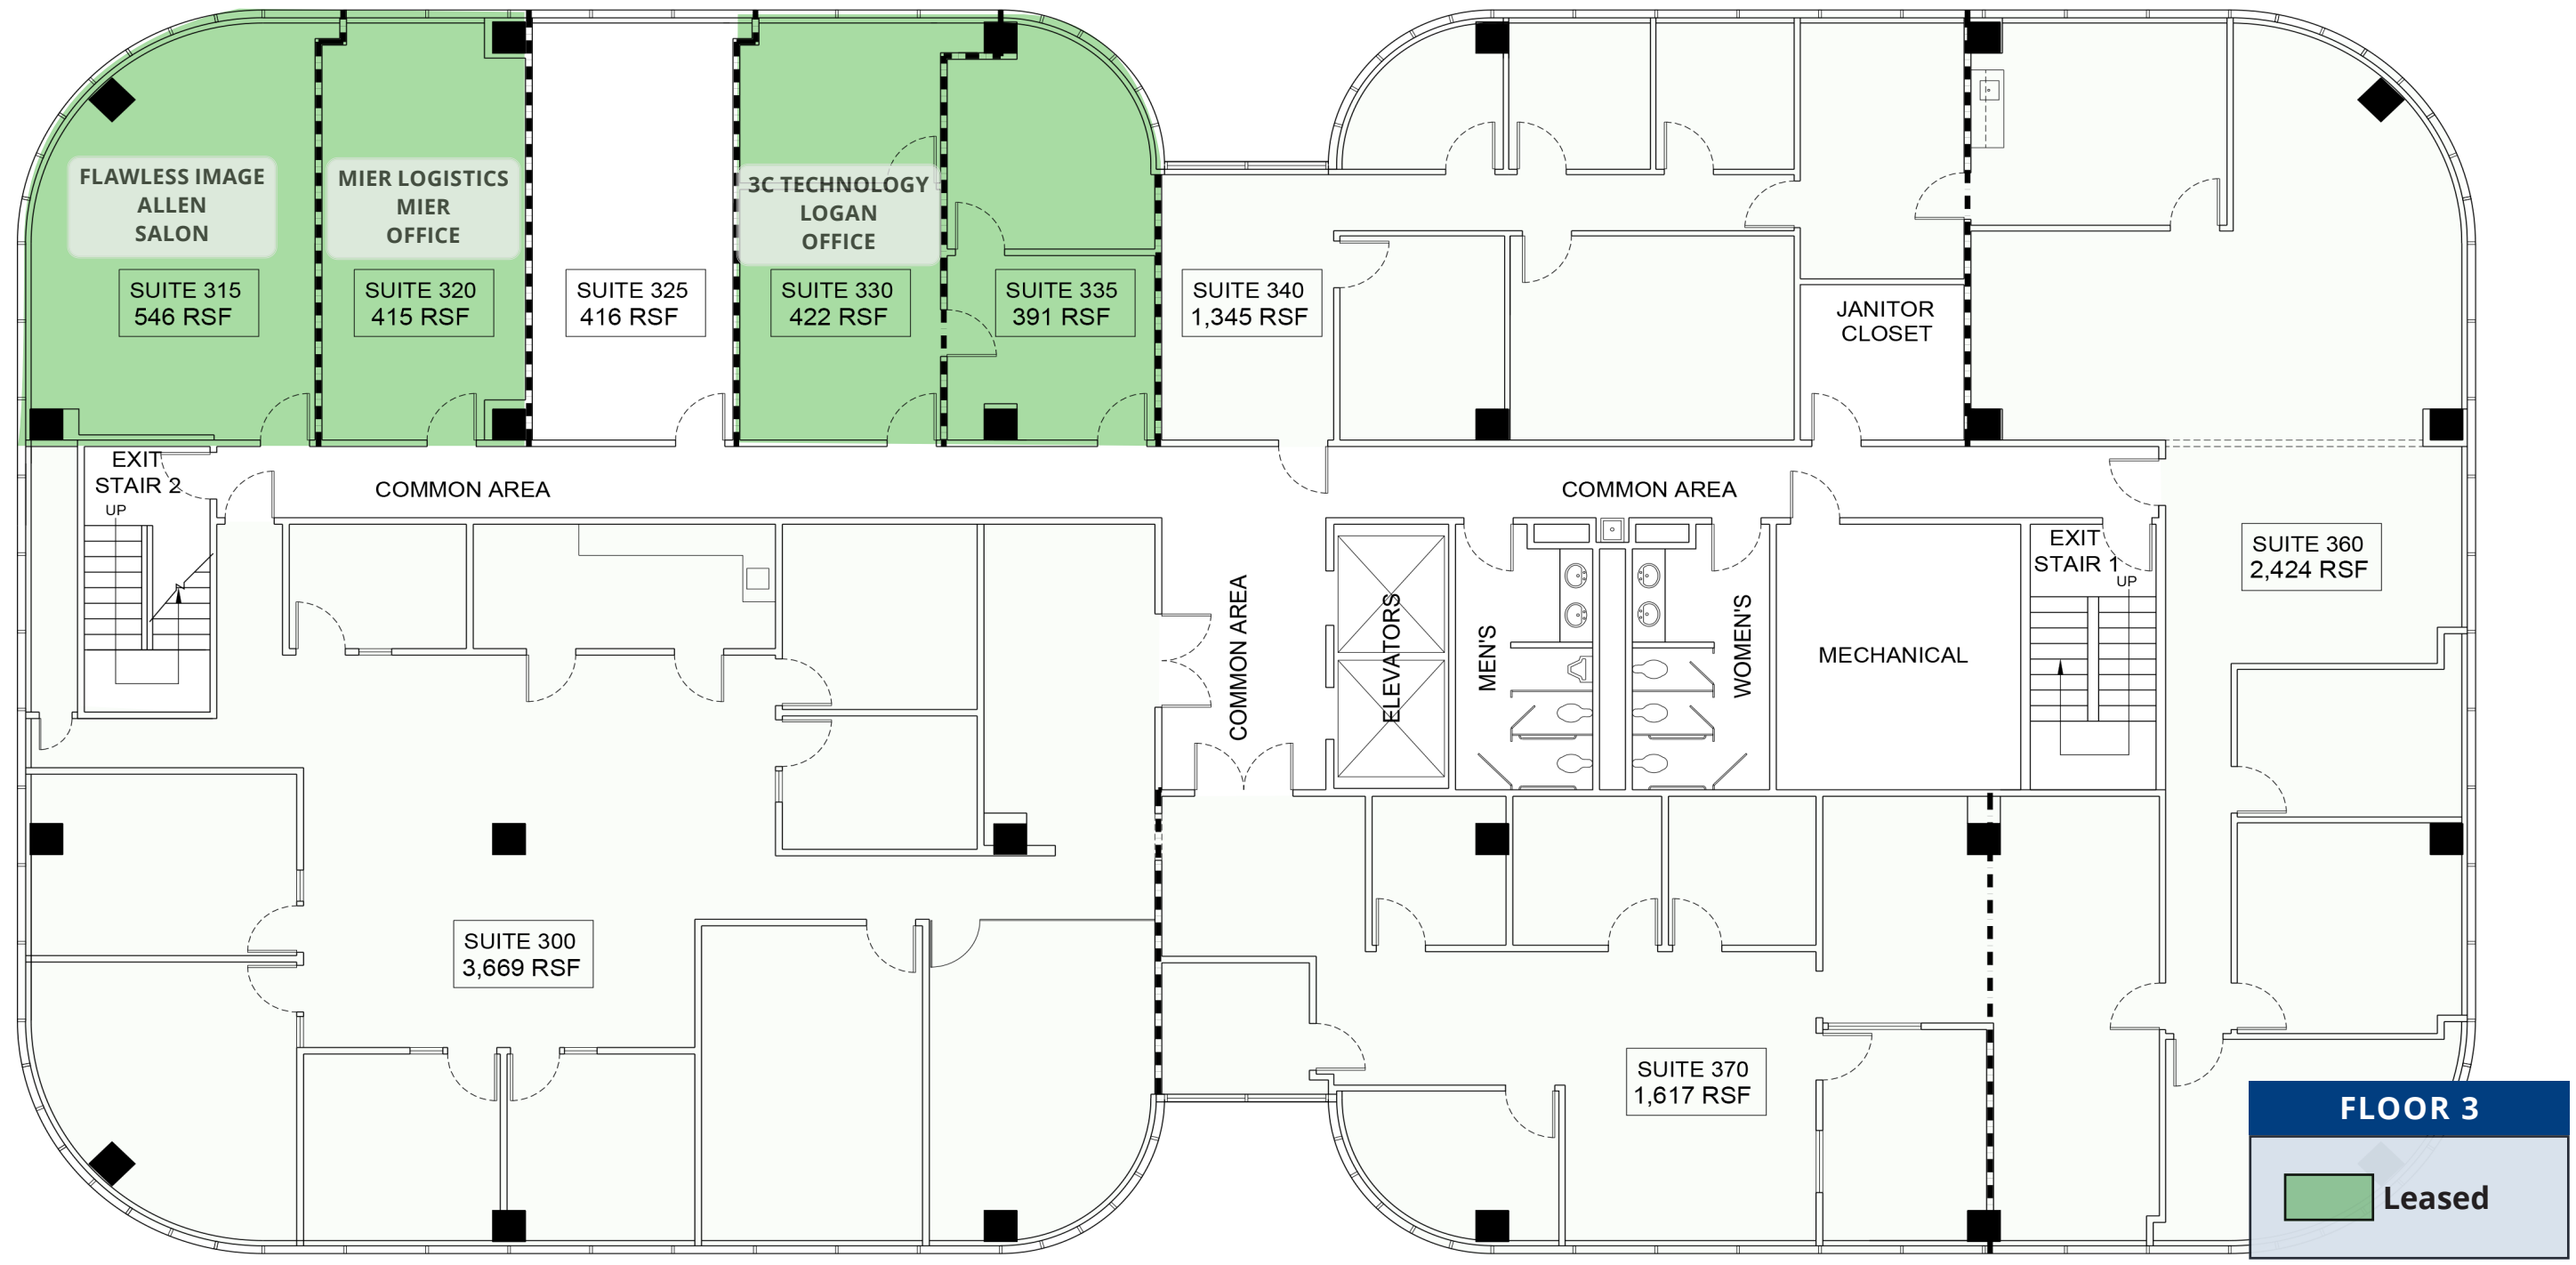 FLAWLESS IMAGE
ALLEN
SALON
SUITE 315
546 RSF
MIER LOGISTICS
MIER
OFFICE
SUITE 320
415 RSF
SUITE 325
416 RSF
3C TECHNOLOGY
LOGAN
OFFICE
SUITE 330
422 RSF
SUITE 335
391 RSF
SUITE 340
1,345 RSF
JANITOR
CLOSET
EXIT
STAIR 2
UP
COMMON AREA
COMMON AREA
COMMON AREA
ELEVATORS
MEN'S
WOMEN'S
MECHANICAL
EXIT
STAIR 1
UP
SUITE 360
2,424 RSF
SUITE 300
3,669 RSF
SUITE 370
1,617 RSF
FLOOR 3
Leased